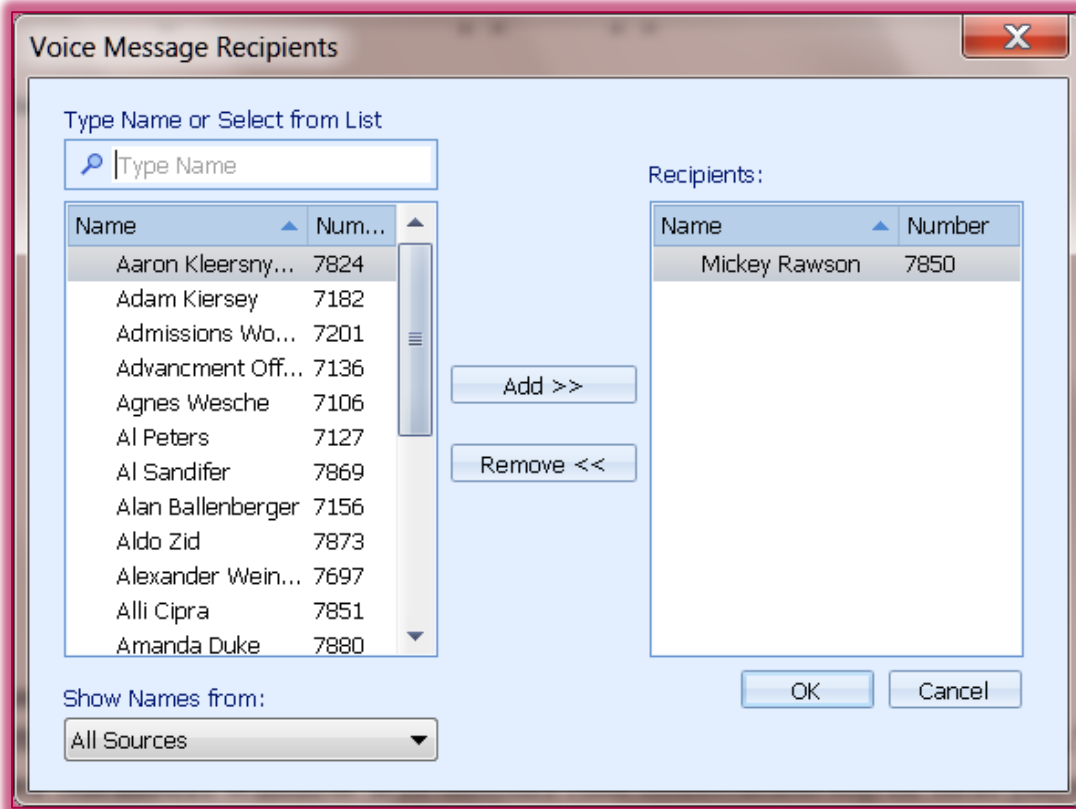 Voice Message Recipients
X
Type Name or Select from List
Type Name
Name Num...
Aaron Kleersny... 7824
Adam Kiersey 7182
Admissions Wo... 7201
Advancment Off... 7136
Agnes Wesche 7106
Al Peters 7127
Al Sandifer 7869
Alan Ballenberger 7156
Aldo Zid 7873
Alexander Wein... 7697
Alli Cipra 7851
Amanda Duke 7880
Show Names from:
All Sources
Add >>
Remove <<
Recipients:
Name Number
Mickey Rawson 7850
OK Cancel